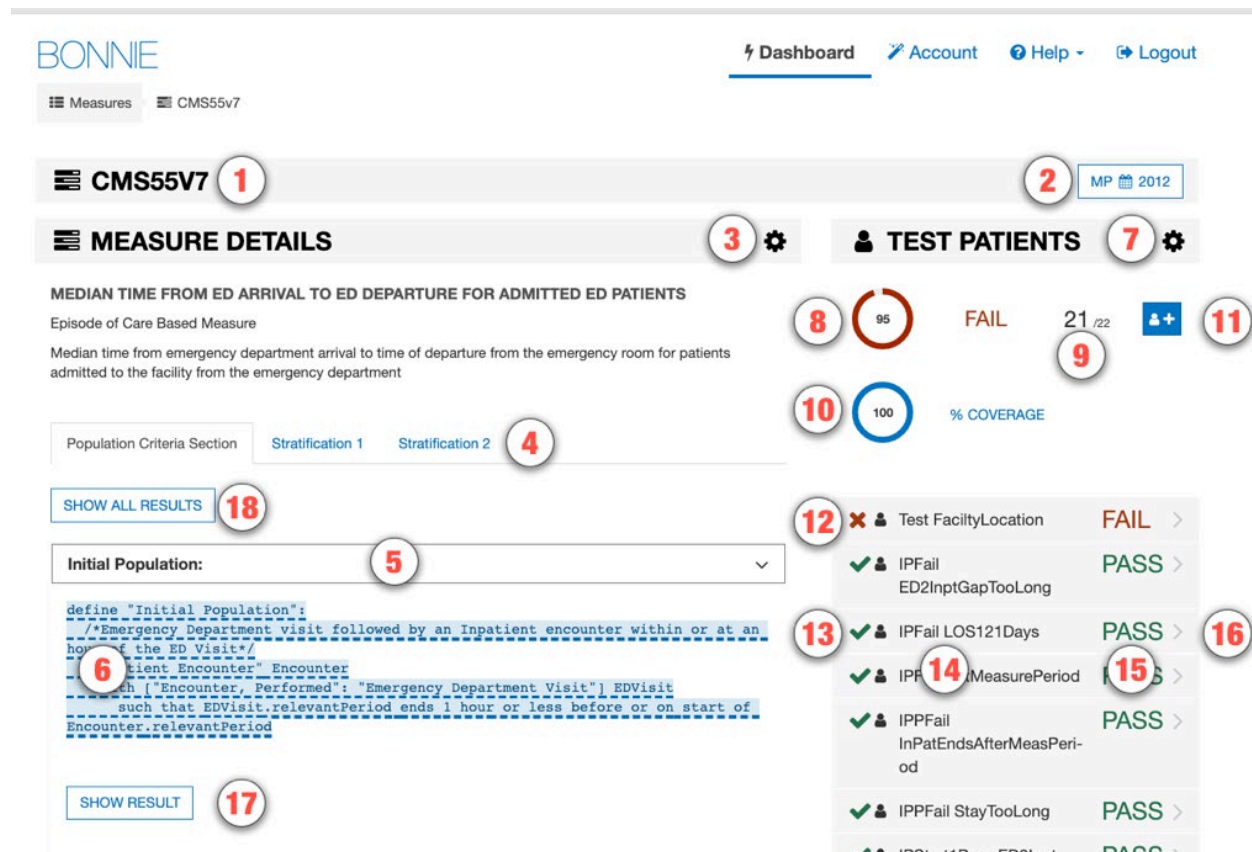 BONNIE
Dashboard Account Help Logout
Measures CMS55v7
CMS55V7 1 2 MP 2012
MEASURE DETAILS 3
TEST PATIENTS 7
MEDIAN TIME FROM ED ARRIVAL TO ED DEPARTURE FOR ADMITTED ED PATIENTS
Episode of Care Based Measure
Median time from emergency department arrival to time of departure from the emergency room for patients
admitted to the facility from the emergency department
8 95 FAIL 21 /22 11
9
10 100 % COVERAGE
Population Criteria Section Stratification 1 Stratification 2 4
SHOW ALL RESULTS 18
Initial Population: 5
define "Initial Population":
/*Emergency Department visit followed by an Inpatient encounter within or at an
of the ED Visit*/
6 Encounter" Encounter
["Encounter, Performed": "Emergency Department Visit"] EDVisit
such that EDVisit.relevantPeriod ends 1 hour or less before or on start of
Encounter.relevantPeriod
SHOW RESULT 17
12 Test FaciltyLocation FAIL
IPFail PASS
ED2InptGapTooLong
13 IPFail LOS121Days PASS 16
14 15
IPPFail PASS
InPatEndsAfterMeasPeri-
od
IPPFail StayTooLong PASS